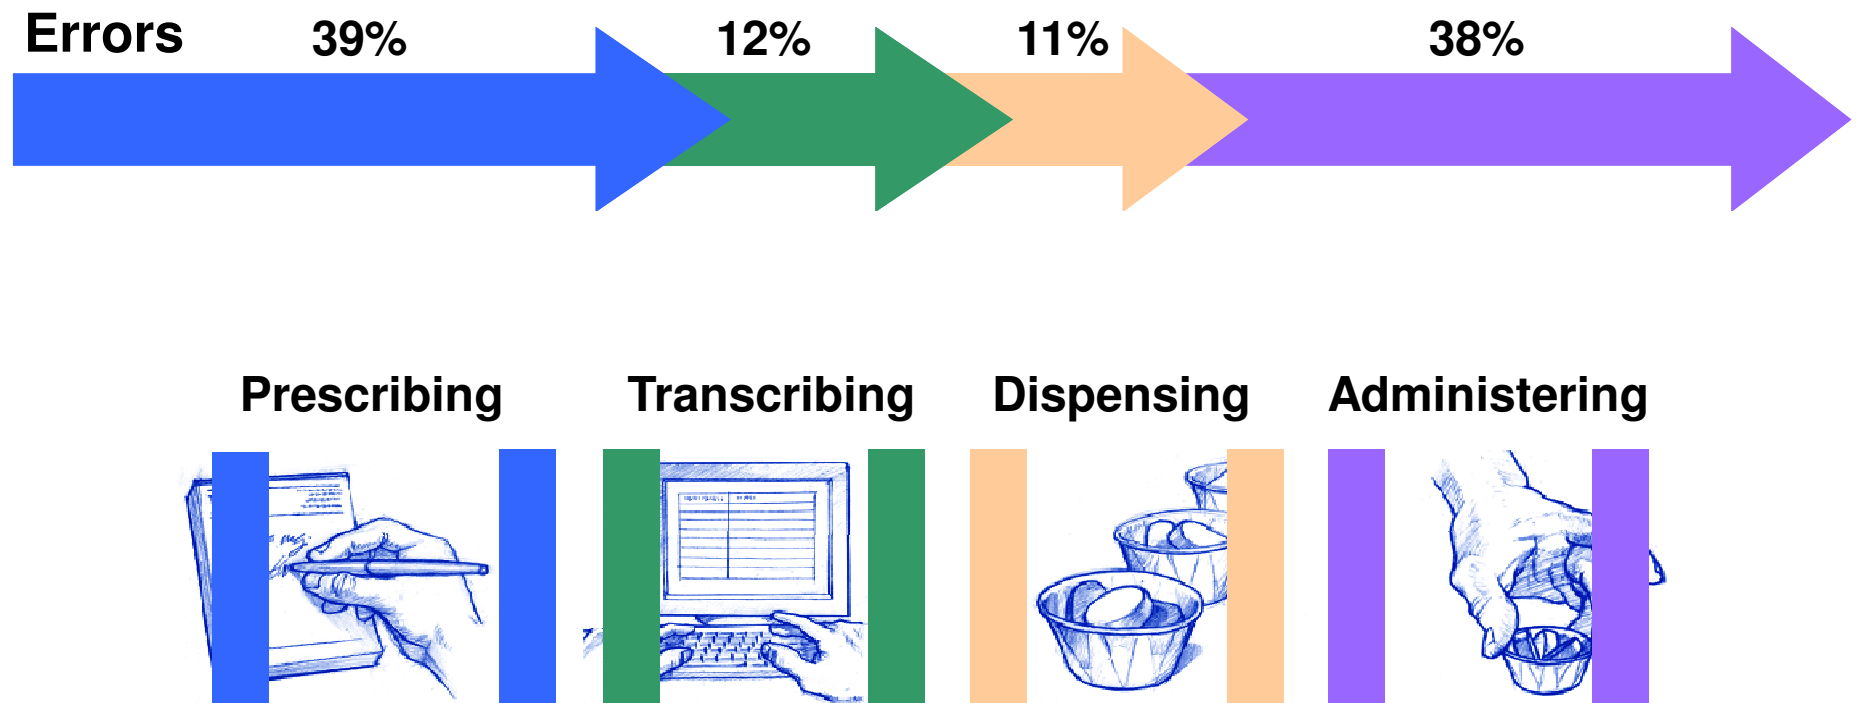 Errors 39% 12% 11% 38%
Prescribing Transcribing Dispensing Administering